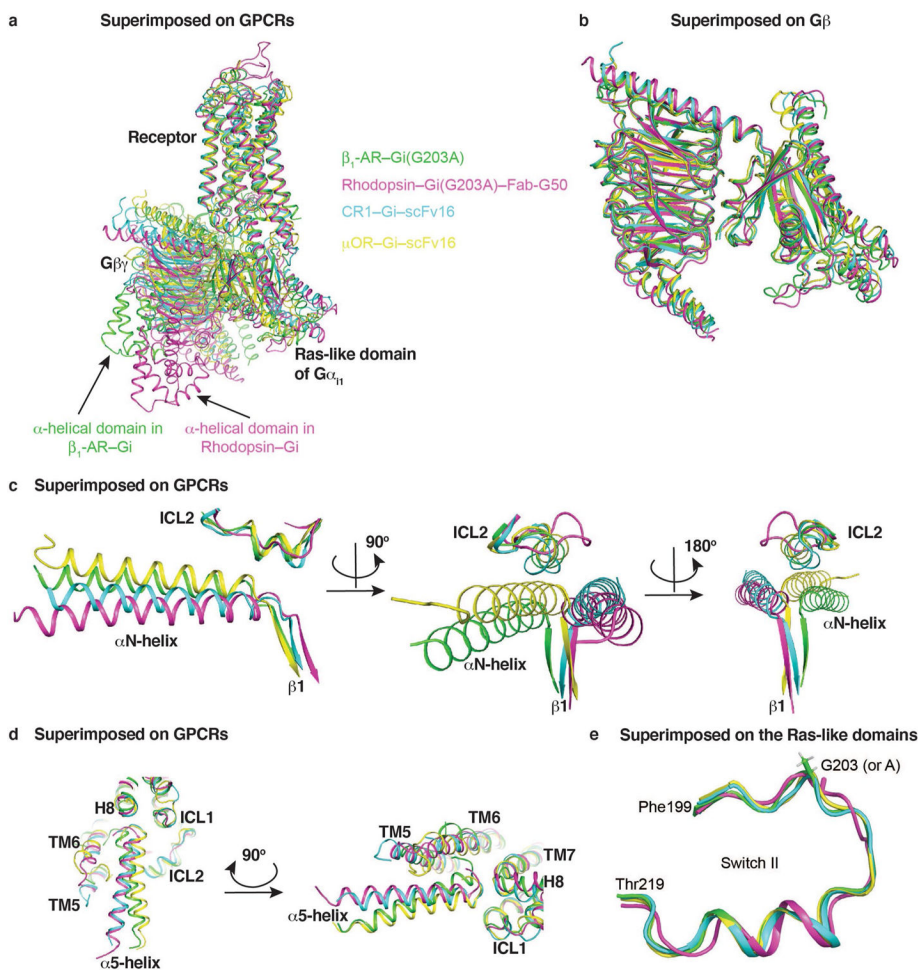 a Superimposed on GPCRs
Receptor
β₁-AR–Gi(G203A)
Rhodopsin–Gi(G203A)–Fab-G50
CR1–Gi–scFv16
μOR–Gi–scFv16
Gβγ
Ras-like domain
of Gαi1
α-helical domain in
β₁-AR–Gi
α-helical domain in
Rhodopsin–Gi
b Superimposed on Gβ
c Superimposed on GPCRs
ICL2
αN-helix
β1
90º
ICL2
αN-helix
β1
180º
ICL2
αN-helix
β1
d Superimposed on GPCRs
H8
ICL1
TM6
ICL2
TM5
α5-helix
90º
TM5
TM6
TM7
H8
α5-helix
ICL1
e Superimposed on the Ras-like domains
G203 (or A)
Phe199
Switch II
Thr219